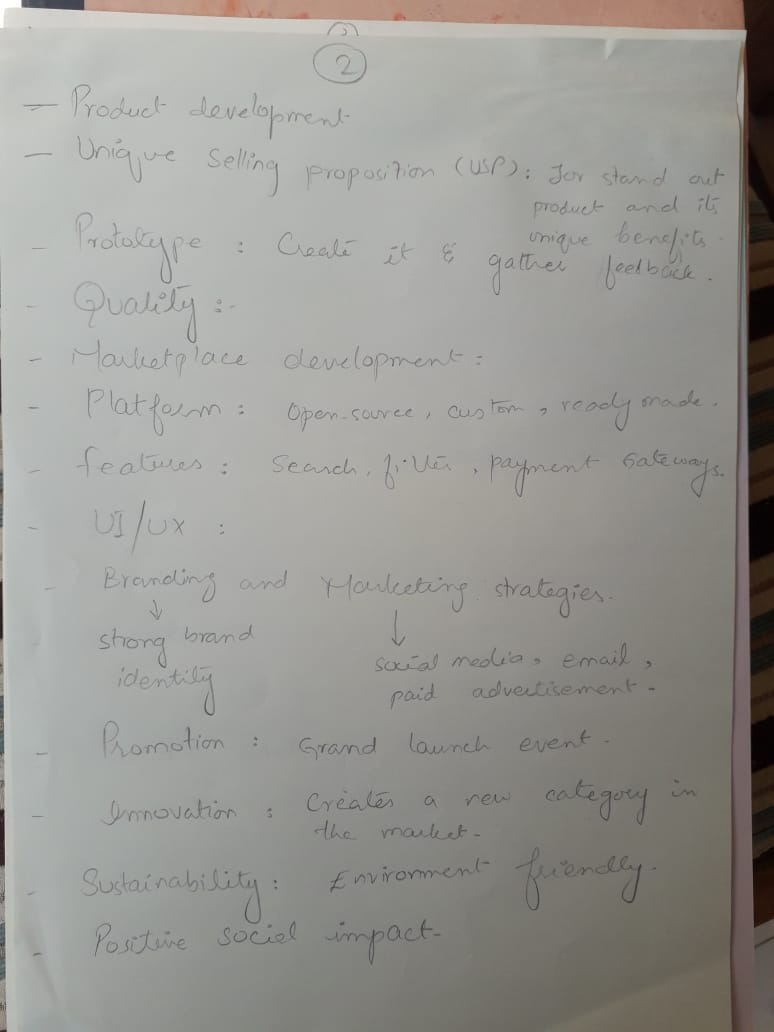 2
— Product development
— Unique selling proposition (USP): for stand out
product and its
unique benefits.
- Prototype : Create it & gather feedback.
- Quality :-
- Marketplace development :
- Platform : Open-source, custom, ready made.
- features : Search, filter, payment Gateways.
- UI/UX :
- Branding and Marketing strategies.
↓ ↓
- strong brand
identity
social media, email,
paid advertisement -
- Promotion : Grand launch event -
- Innovation : Creates a new category in
the market -
- Sustainability : Environment friendly.
- Positive social impact -